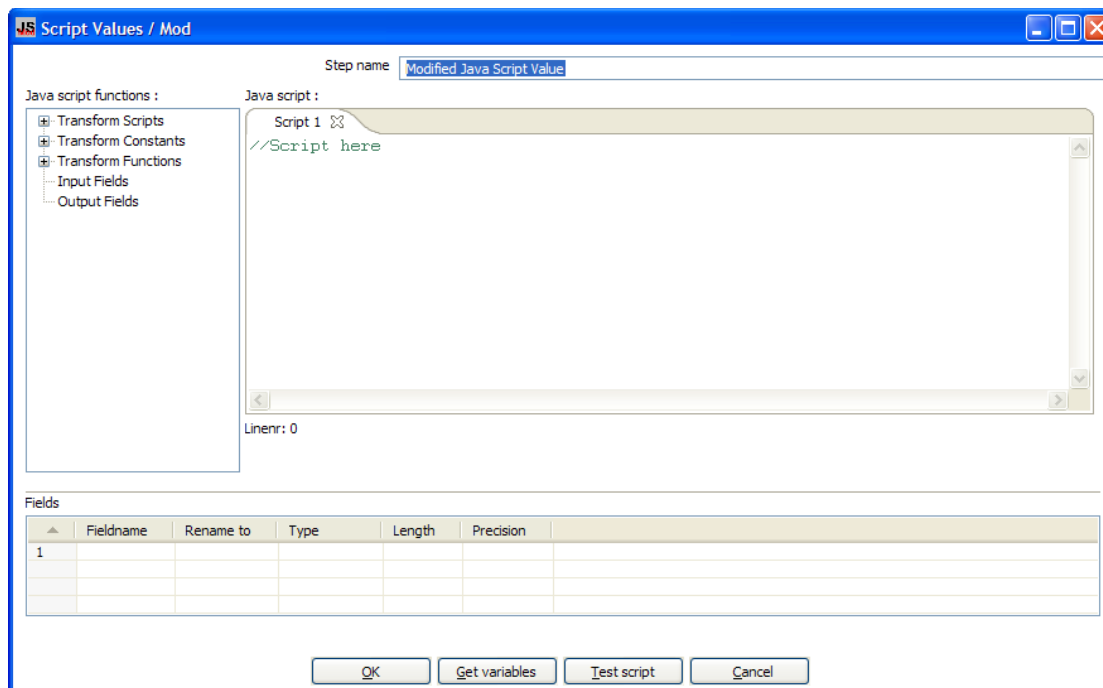 JS Script Values / Mod
Step name Modified Java Script Value
Java script functions : Java script :
Transform Scripts
Transform Constants
Transform Functions
Input Fields
Output Fields
Script 1
//Script here
Linenr: 0
Fields
Fieldname Rename to Type Length Precision
1
OK Get variables Test script Cancel